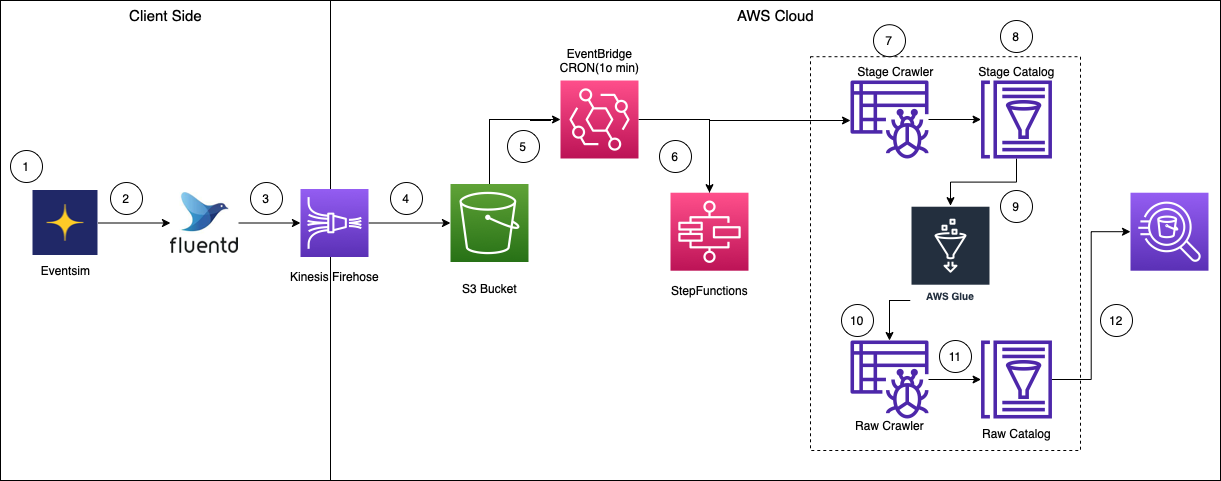 Client Side
AWS Cloud
1
Eventsim
2
fluentd
3
Kinesis Firehose
4
S3 Bucket
5
EventBridge
CRON(1o min)
6
StepFunctions
7
Stage Crawler
8
Stage Catalog
9
AWS Glue
10
Raw Crawler
11
Raw Catalog
12